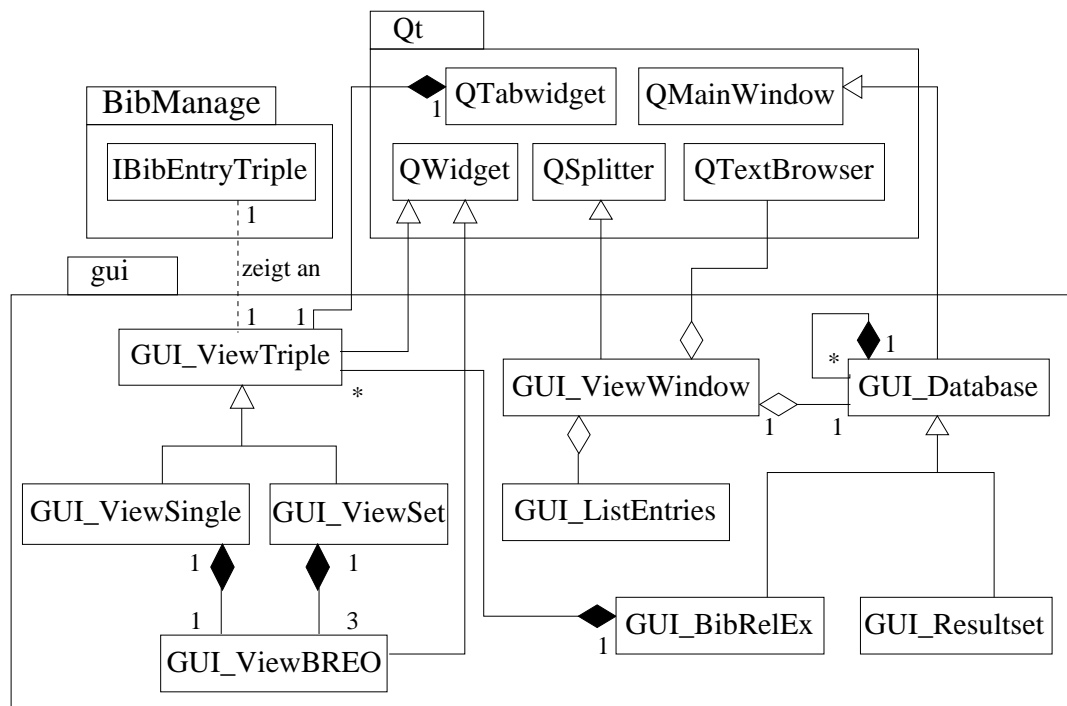 Qt
QTabwidget
QMainWindow
1
BibManage
IBibEntryTriple
QWidget
QSplitter
QTextBrowser
1
zeigt an
gui
1
1
GUI_ViewTriple
*
GUI_ViewWindow
1
*
GUI_Database
1
1
GUI_ViewSingle
GUI_ViewSet
GUI_ListEntries
1
1
1
3
GUI_ViewBREO
GUI_BibRelEx
1
GUI_Resultset